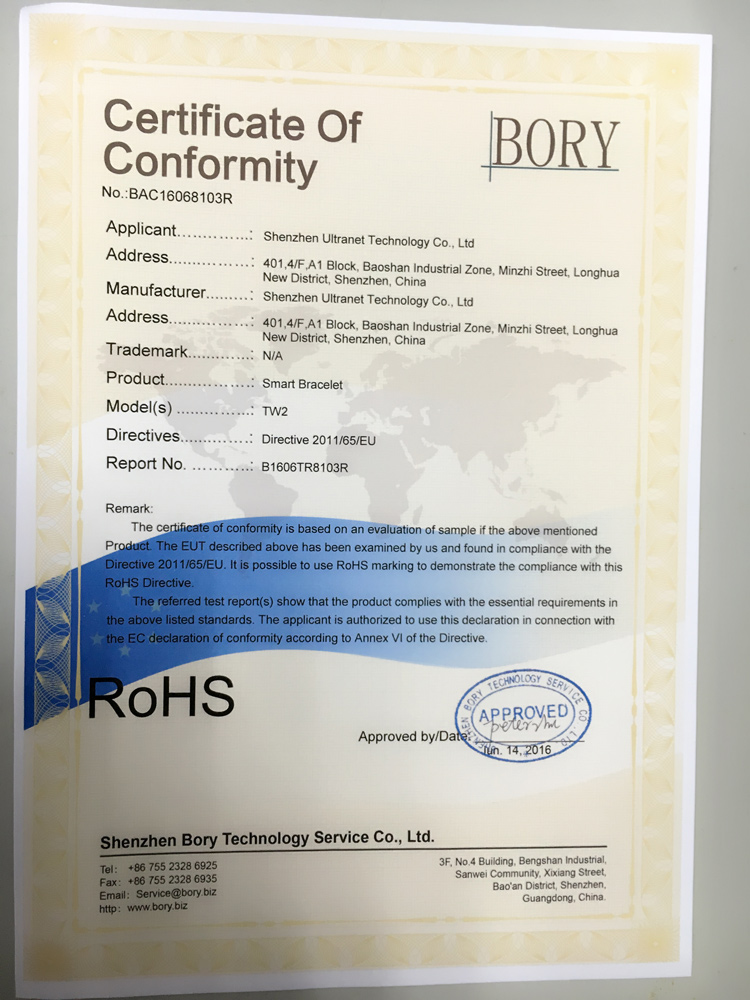 Certificate Of
Conformity
BORY
No.:BAC16068103R
Applicant..............: Shenzhen Ultranet Technology Co., Ltd
Address................: 401,4/F,A1 Block, Baoshan Industrial Zone, Minzhi Street, Longhua
New District, Shenzhen, China
Manufacturer.........: Shenzhen Ultranet Technology Co., Ltd
Address................: 401,4/F,A1 Block, Baoshan Industrial Zone, Minzhi Street, Longhua
New District, Shenzhen, China
Trademark............: N/A
Product.................: Smart Bracelet
Model(s) ..............: TW2
Directives.............: Directive 2011/65/EU
Report No. ...........: B1606TR8103R
Remark:
The certificate of conformity is based on an evaluation of sample if the above mentioned
Product. The EUT described above has been examined by us and found in compliance with the
Directive 2011/65/EU. It is possible to use RoHS marking to demonstrate the compliance with this
RoHS Directive.
The referred test report(s) show that the product complies with the essential requirements in
the above listed standards. The applicant is authorized to use this declaration in connection with
the EC declaration of conformity according to Annex VI of the Directive.
RoHS
SHENZHEN BORY TECHNOLOGY SERVICE CO., LTD
APPROVED
Approved by/Date:
Jun. 14, 2016
Shenzhen Bory Technology Service Co., Ltd.
Tel: +86 755 2328 6925
Fax: +86 755 2328 6935
Email: Service@bory.biz
http: www.bory.biz
3F, No.4 Building, Bengshan Industrial,
Sanwei Community, Xixiang Street,
Bao'an District, Shenzhen,
Guangdong, China.